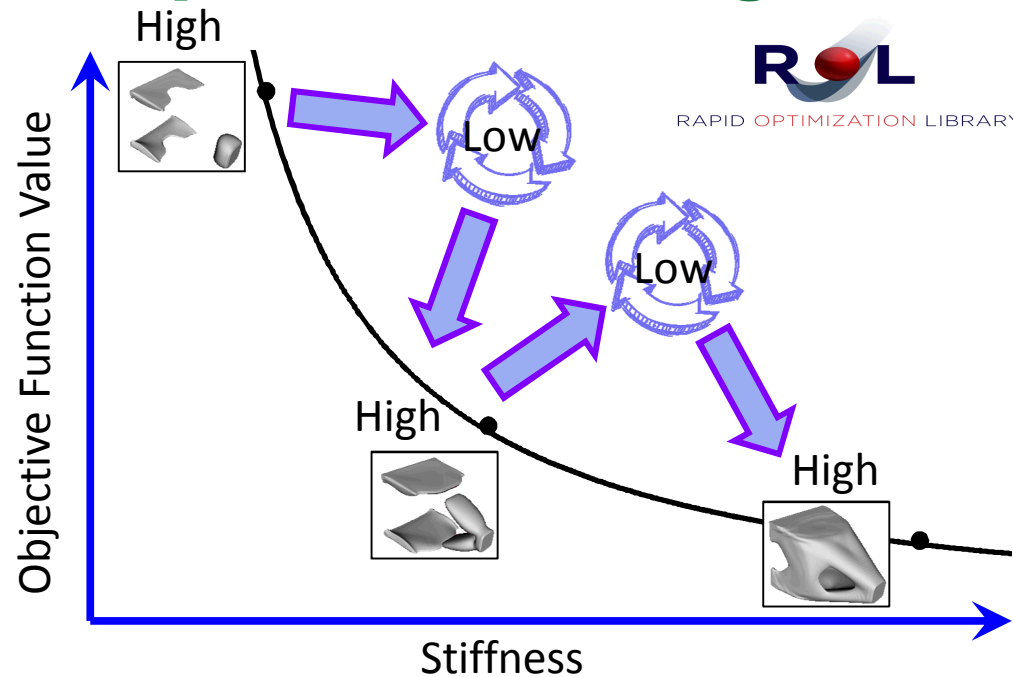 High
ROL
RAPID OPTIMIZATION LIBRARY
Low
Low
Objective Function Value
High
High
Stiffness